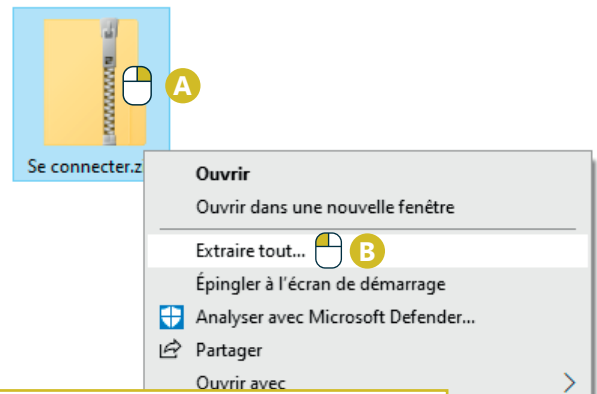 A
Se connecter.z
Ouvrir
Ouvrir dans une nouvelle fenêtre
Extraire tout... B
Épingler à l'écran de démarrage
Analyser avec Microsoft Defender...
Partager
Ouvrir avec